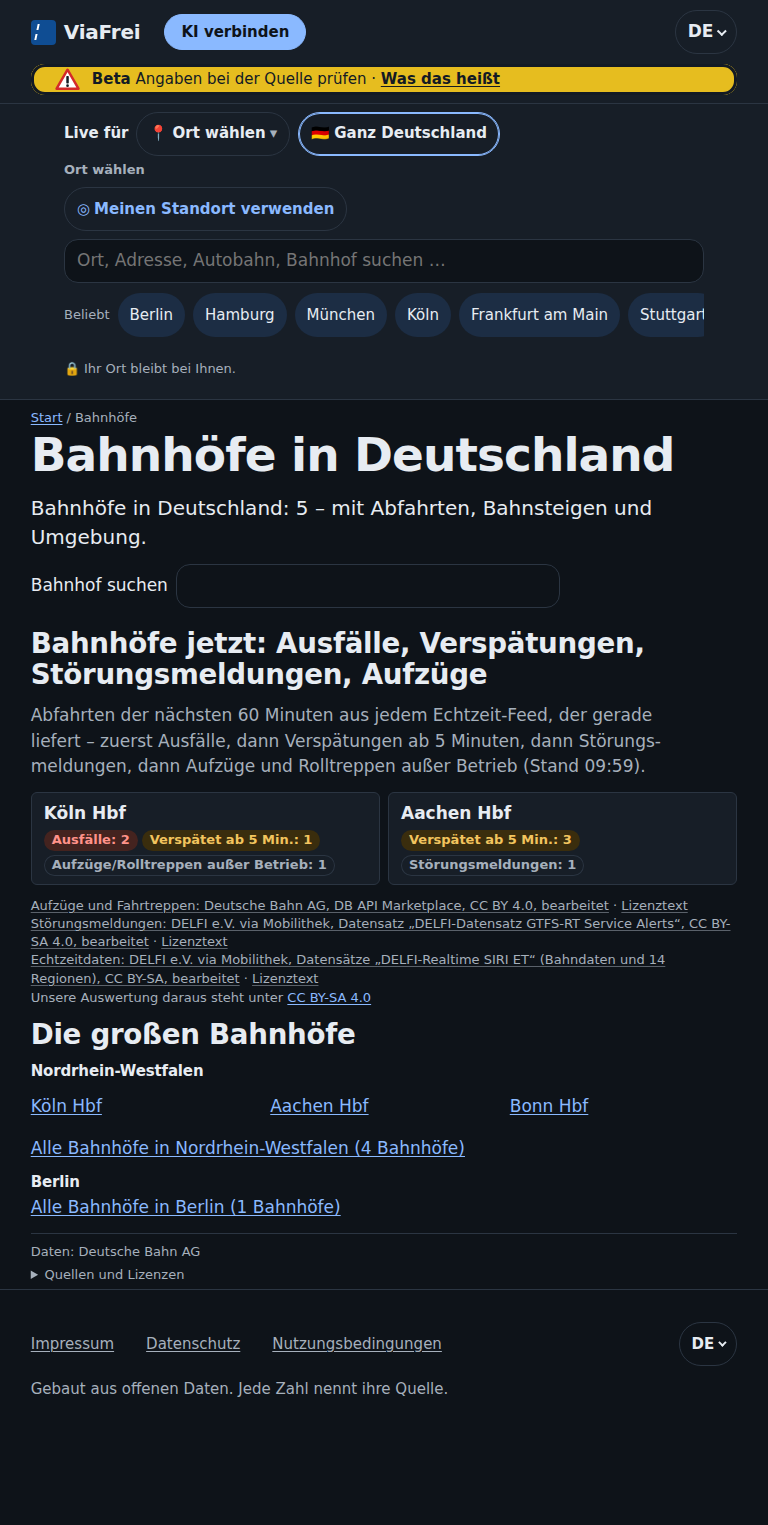 ViaFrei
KI verbinden
DE
Beta Angaben bei der Quelle prüfen · Was das heißt
Live für
📍 Ort wählen ▾
🇩🇪 Ganz Deutschland
Ort wählen
◎ Meinen Standort verwenden
Ort, Adresse, Autobahn, Bahnhof suchen …
Beliebt Berlin Hamburg München Köln Frankfurt am Main Stuttgart
🔒 Ihr Ort bleibt bei Ihnen.
Start / Bahnhöfe
Bahnhöfe in Deutschland
Bahnhöfe in Deutschland: 5 – mit Abfahrten, Bahnsteigen und
Umgebung.
Bahnhof suchen
Bahnhöfe jetzt: Ausfälle, Verspätungen,
Störungsmeldungen, Aufzüge
Abfahrten der nächsten 60 Minuten aus jedem Echtzeit-Feed, der gerade
liefert – zuerst Ausfälle, dann Verspätungen ab 5 Minuten, dann Störungs-
meldungen, dann Aufzüge und Rolltreppen außer Betrieb (Stand 09:59).
Köln Hbf
Ausfälle: 2 Verspätet ab 5 Min.: 1
Aufzüge/Rolltreppen außer Betrieb: 1
Aachen Hbf
Verspätet ab 5 Min.: 3
Störungsmeldungen: 1
Aufzüge und Fahrtreppen: Deutsche Bahn AG, DB API Marketplace, CC BY 4.0, bearbeitet · Lizenztext
Störungsmeldungen: DELFI e.V. via Mobilithek, Datensatz „DELFI-Datensatz GTFS-RT Service Alerts“, CC BY-
SA 4.0, bearbeitet · Lizenztext
Echtzeitdaten: DELFI e.V. via Mobilithek, Datensätze „DELFI-Realtime SIRI ET“ (Bahndaten und 14
Regionen), CC BY-SA, bearbeitet · Lizenztext
Unsere Auswertung daraus steht unter CC BY-SA 4.0
Die großen Bahnhöfe
Nordrhein-Westfalen
Köln Hbf Aachen Hbf Bonn Hbf
Alle Bahnhöfe in Nordrhein-Westfalen (4 Bahnhöfe)
Berlin
Alle Bahnhöfe in Berlin (1 Bahnhöfe)
Daten: Deutsche Bahn AG
▶ Quellen und Lizenzen
Impressum Datenschutz Nutzungsbedingungen
DE
Gebaut aus offenen Daten. Jede Zahl nennt ihre Quelle.